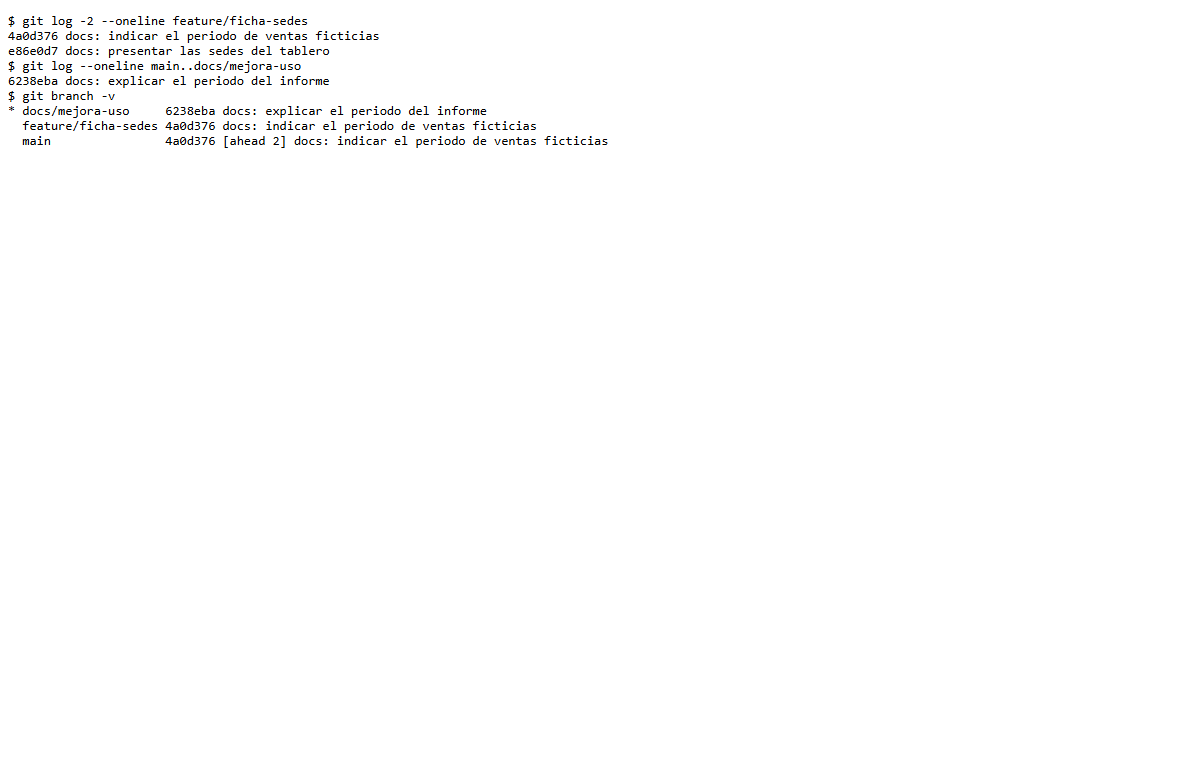 $ git log -2 --oneline feature/ficha-sedes
4a0d376 docs: indicar el periodo de ventas ficticias
e86e0d7 docs: presentar las sedes del tablero
$ git log --oneline main..docs/mejora-uso
6238eba docs: explicar el periodo del informe
$ git branch -v
* docs/mejora-uso     6238eba docs: explicar el periodo del informe
  feature/ficha-sedes 4a0d376 docs: indicar el periodo de ventas ficticias
  main                4a0d376 [ahead 2] docs: indicar el periodo de ventas ficticias